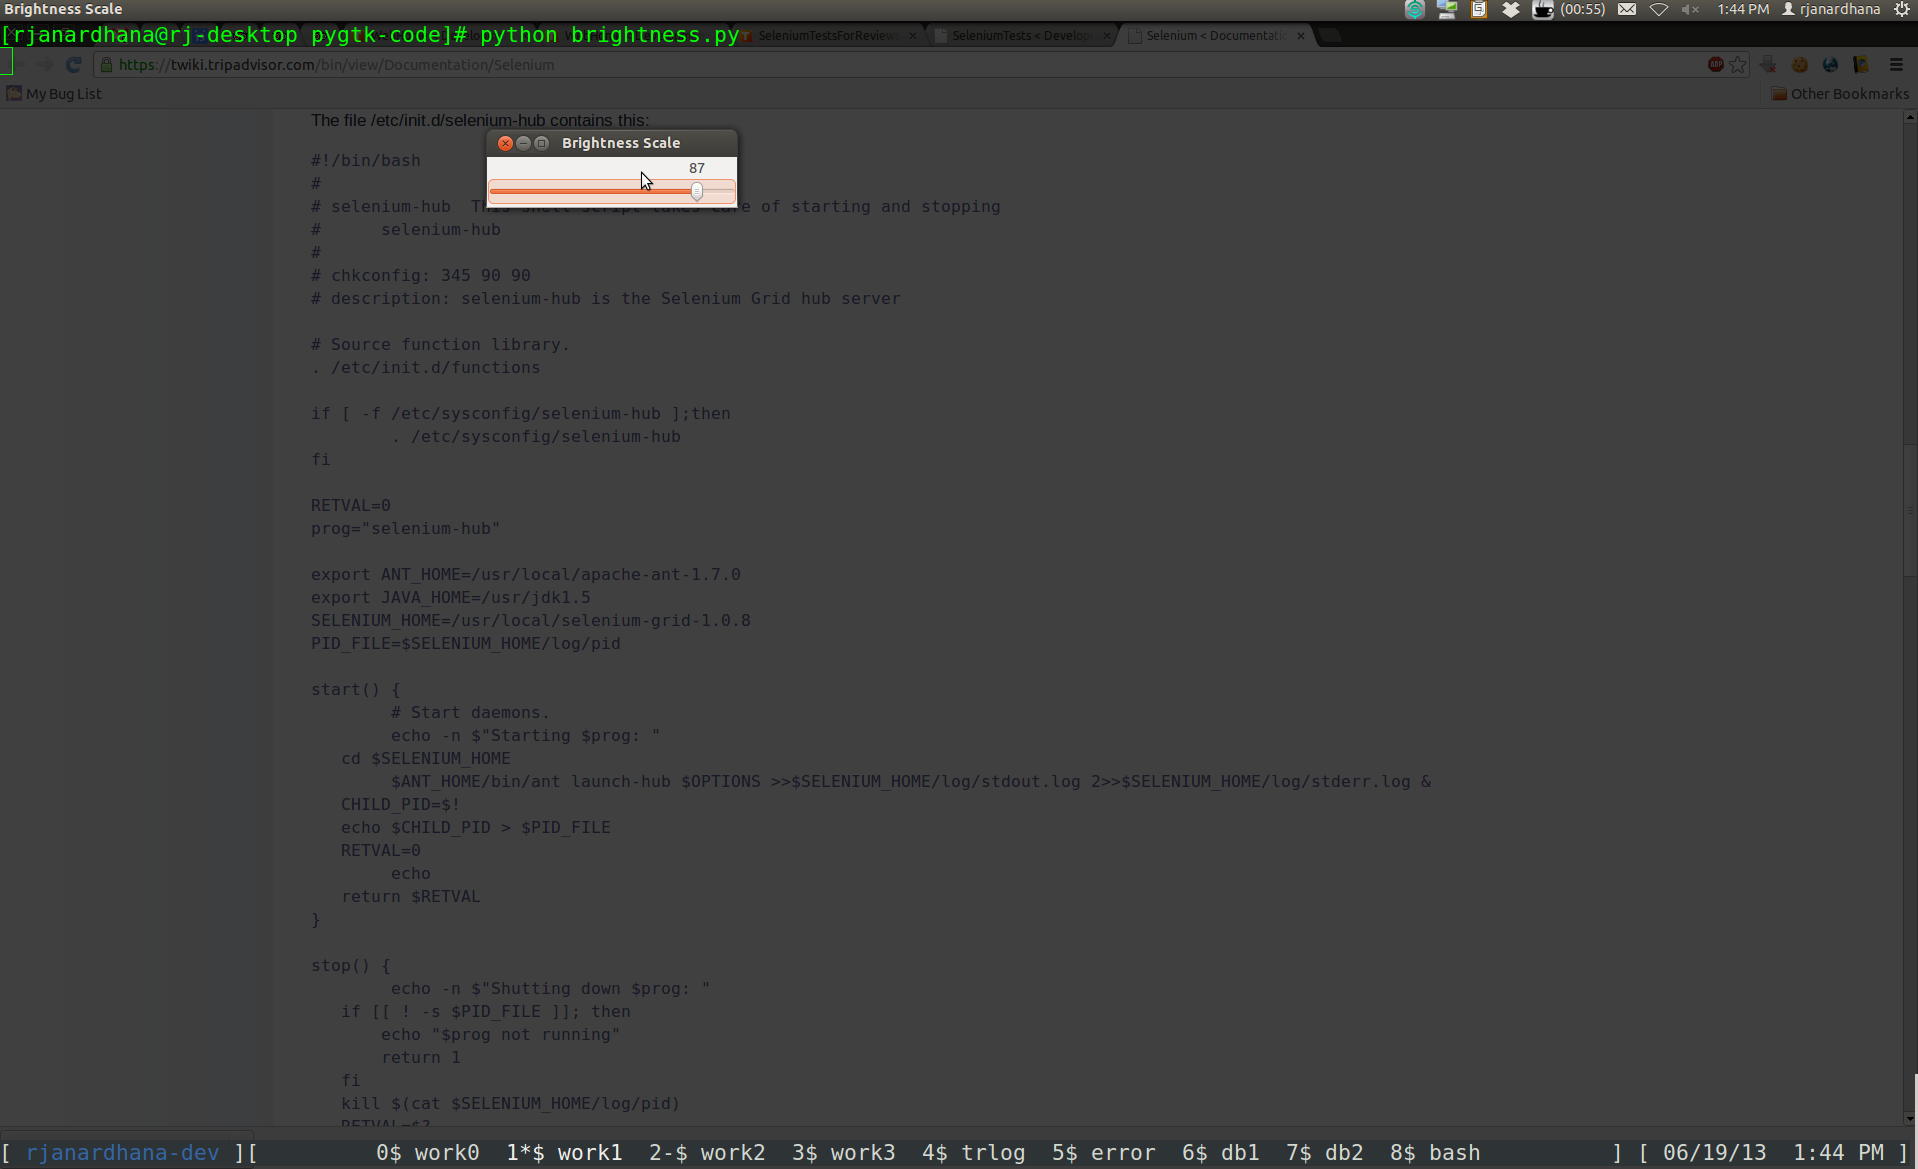 Brightness Scale (00:55) 1:44 PM rjanardhana
[rjanardhana@rj-desktop pygtk-code]# python brightness.py
SeleniumTestsForReviews SeleniumTests < Develop Selenium < Documentatio
https://twiki.tripadvisor.com/bin/view/Documentation/Selenium ABP
My Bug List Other Bookmarks
The file /etc/init.d/selenium-hub contains this:
Brightness Scale
87
#!/bin/bash
#
# selenium-hub This shell script takes care of starting and stopping
# selenium-hub
#
# chkconfig: 345 90 90
# description: selenium-hub is the Selenium Grid hub server
# Source function library.
. /etc/init.d/functions
if [ -f /etc/sysconfig/selenium-hub ];then
. /etc/sysconfig/selenium-hub
fi
RETVAL=0
prog="selenium-hub"
export ANT_HOME=/usr/local/apache-ant-1.7.0
export JAVA_HOME=/usr/jdk1.5
SELENIUM_HOME=/usr/local/selenium-grid-1.0.8
PID_FILE=$SELENIUM_HOME/log/pid
start() {
# Start daemons.
echo -n $"Starting $prog: "
cd $SELENIUM_HOME
$ANT_HOME/bin/ant launch-hub $OPTIONS >>$SELENIUM_HOME/log/stdout.log 2>>$SELENIUM_HOME/log/stderr.log &
CHILD_PID=$!
echo $CHILD_PID > $PID_FILE
RETVAL=0
echo
return $RETVAL
}
stop() {
echo -n $"Shutting down $prog: "
if [[ ! -s $PID_FILE ]]; then
echo "$prog not running"
return 1
fi
kill $(cat $SELENIUM_HOME/log/pid)
RETVAL=$?
[ rjanardhana-dev ][ 0$ work0 1*$ work1 2-$ work2 3$ work3 4$ trlog 5$ error 6$ db1 7$ db2 8$ bash ] [ 06/19/13 1:44 PM ]